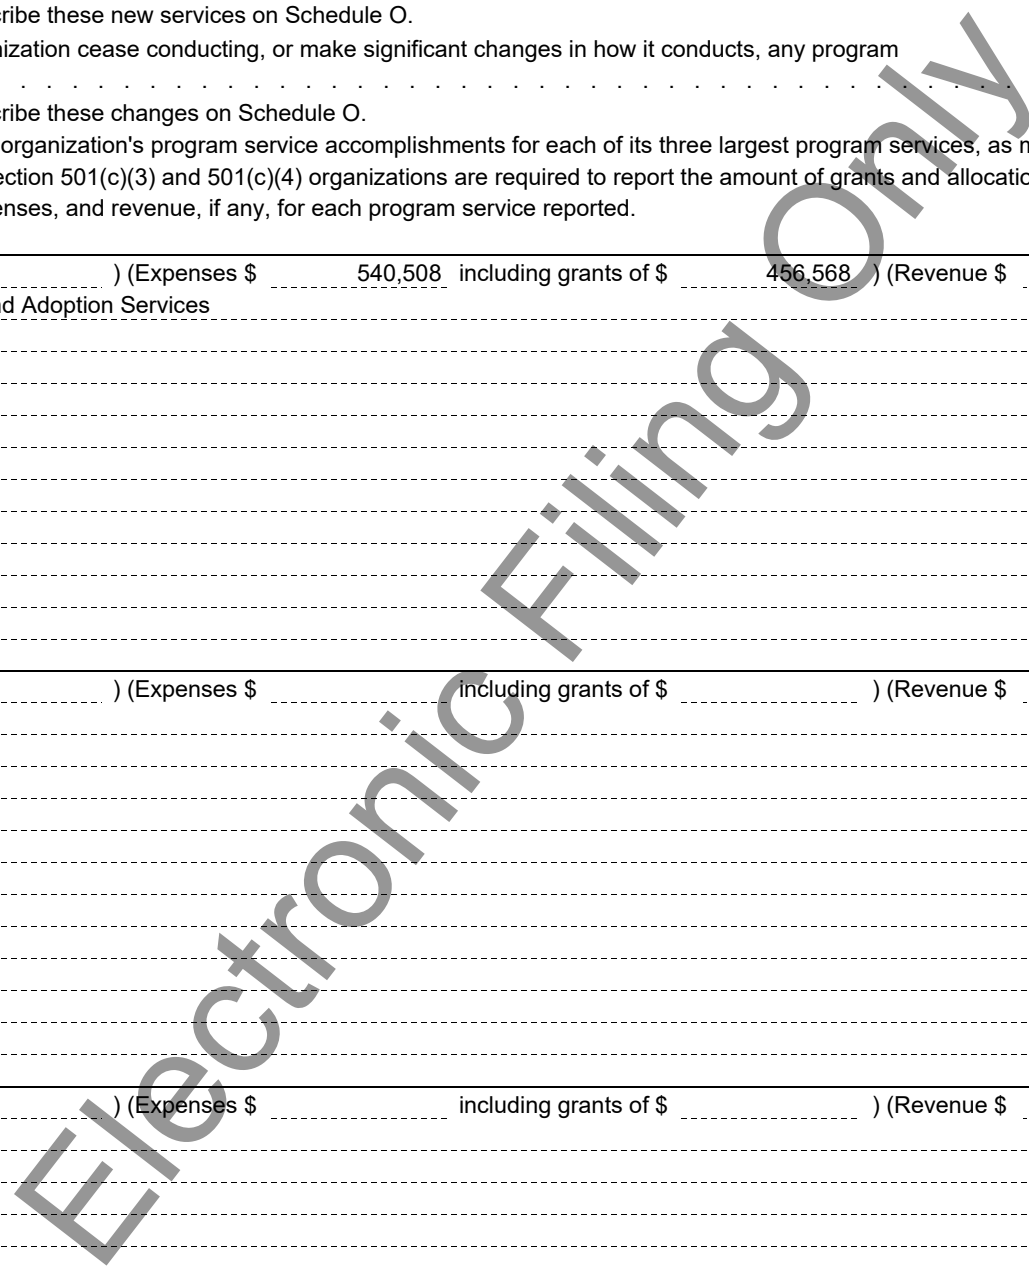 cribe these new services on Schedule O.
nization cease conducting, or make significant changes in how it conducts, any program
. . . . . . . . . . . . . . . . . . . . . . . . . . . . . . . . . . . . . . .
cribe these changes on Schedule O.
organization's program service accomplishments for each of its three largest program services, as m
ection 501(c)(3) and 501(c)(4) organizations are required to report the amount of grants and allocatio
enses, and revenue, if any, for each program service reported.
) (Expenses $ 540,508 including grants of $ 456,568 ) (Revenue $
nd Adoption Services
) (Expenses $ including grants of $ ) (Revenue $
) (Expenses $ including grants of $ ) (Revenue $
Electronic Filing Only